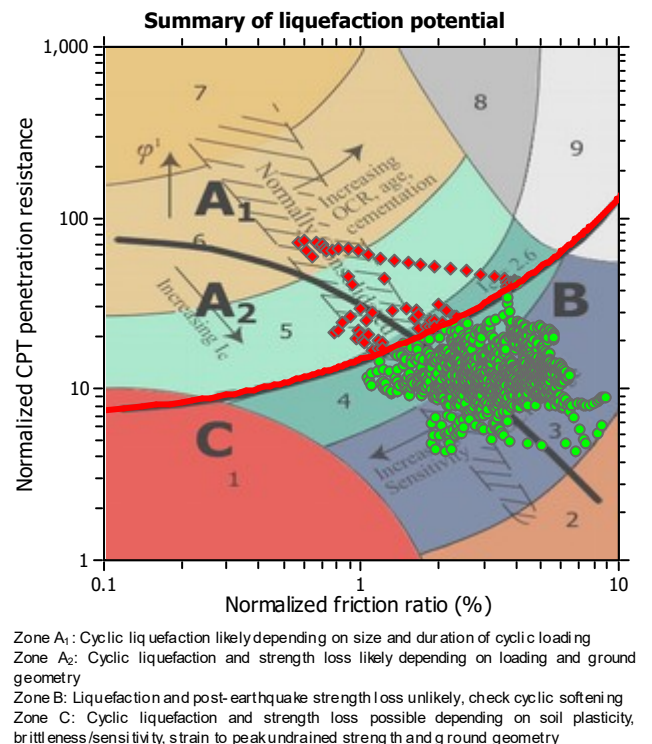 Summary of liquefaction potential
Normalized CPT penetration resistance
1,000
100
10
1
7
8
9
φ'
Increasing
OCR, age,
cementation
Normally
A1
6
A2
Increasing Ic
5
2.6
B
4
C
1
3
Sensitivity
2
0.1
1
10
Normalized friction ratio (%)
Zone A1: Cyclic liquefaction likely depending on size and duration of cyclic loading
Zone A2: Cyclic liquefaction and strength loss likely depending on loading and ground
geometry
Zone B: Liquefaction and post-earthquake strength loss unlikely, check cyclic softening
Zone C: Cyclic liquefaction and strength loss possible depending on soil plasticity,
brittleness/sensitivity, strain to peak undrained strength and ground geometry